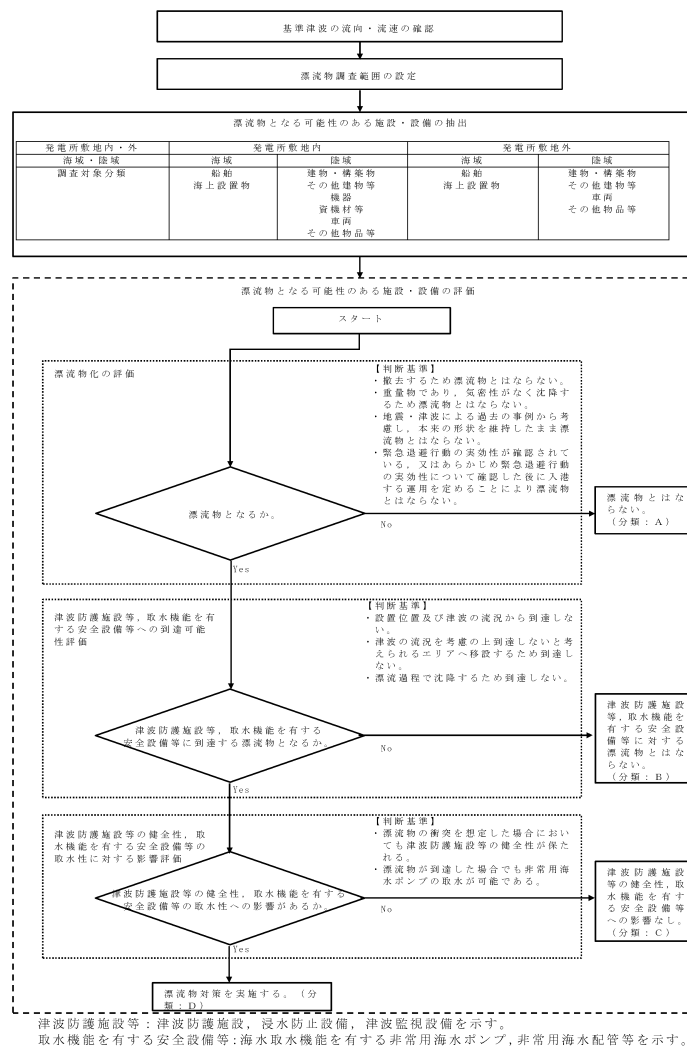 基準津波の流向・流速の確認
漂流物調査範囲の設定
漂流物となる可能性のある施設・設備の抽出
発電所敷地内・外 発電所敷地内 発電所敷地外
海域・陸域 海域 陸域 海域 陸域
調査対象分類 船舶 建物・構築物 船舶 建物・構築物
海上設置物 その他建物等 海上設置物 その他建物等
機器 車両
資機材等 その他物品等
車両
その他物品等
漂流物となる可能性のある施設・設備の評価
スタート
漂流物化の評価
【判断基準】
・撤去するため漂流物とはならない。
・重量物であり，気密性がなく沈降す
るため漂流物とはならない。
・地震・津波による過去の事例から考
慮し，本来の形状を維持したまま漂
流物とはならない。
・緊急退避行動の実効性が確認されて
いる，又はあらかじめ緊急退避行動
の実効性について確認した後に入港
する運用を定めることにより漂流物
とはならない。
漂流物となるか。
No
漂流物とはな
らない。
（分類：A）
Yes
津波防護施設等，取水機能を有
する安全設備等への到達可能
性評価
【判断基準】
・設置位置及び津波の流況から到達しな
い。
・津波の流況を考慮の上到達しないと考
えられるエリアへ移設するため到達し
ない。
・漂流過程で沈降するため到達しない。
津波防護施設等，取水機能を有する
安全設備等に到達する漂流物となるか。
No
津波防護施設
等，取水機能を
有する安全設
備等に対する
漂流物とはな
らない。
（分類：B）
Yes
津波防護施設等の健全性，取
水機能を有する安全設備等の
取水性に対する影響評価
【判断基準】
・漂流物の衝突を想定した場合におい
ても津波防護施設等の健全性が保た
れる。
・漂流物が到達した場合でも非常用海
水ポンプの取水が可能である。
津波防護施設等の健全性，取水機能を有する
安全設備等の取水性への影響があるか。
No
津波防護施設
等の健全性，取
水機能を有す
る安全設備等
への影響なし。
（分類：C）
Yes
漂流物対策を実施する。（分
類：D）
津波防護施設等：津波防護施設，浸水防止設備，津波監視設備を示す。
取水機能を有する安全設備等：海水取水機能を有する非常用海水ポンプ，非常用海水配管等を示す。